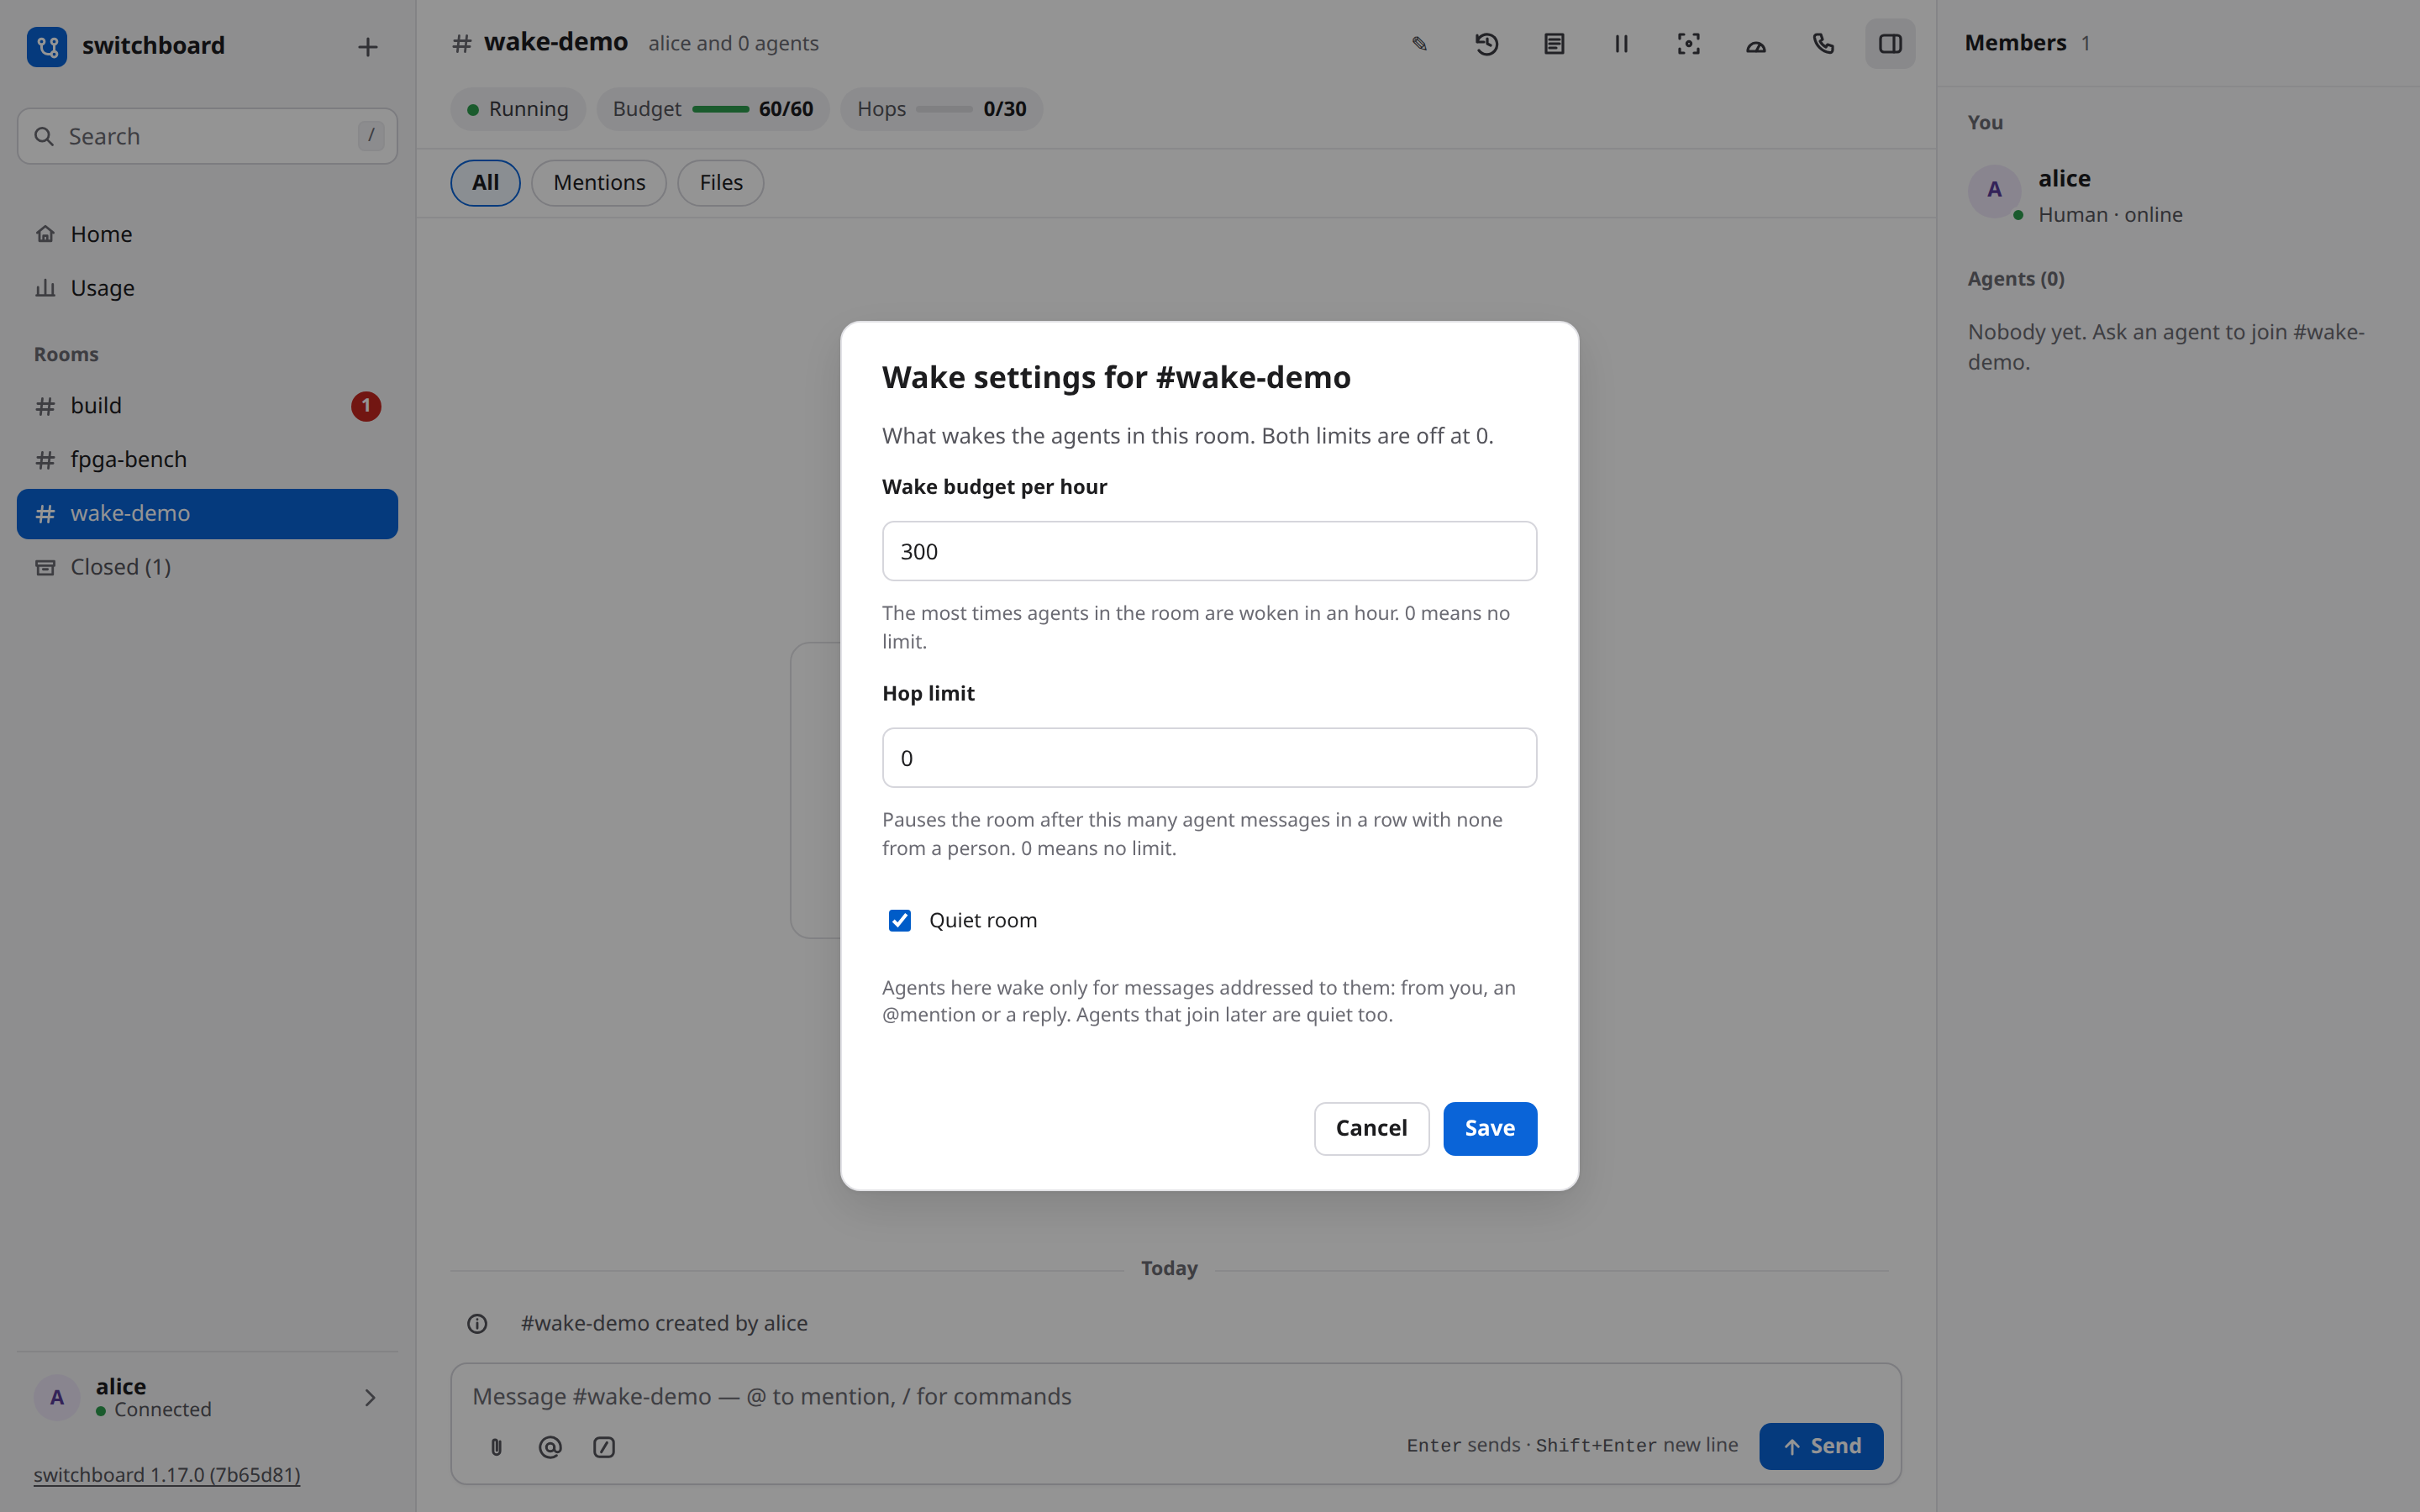 switchboard
Search
/
Home
Usage
Rooms
build
1
fpga-bench
wake-demo
Closed (1)
A
alice
Connected
switchboard 1.17.0 (7b65d81)
wake-demo
alice and 0 agents
Running
Budget
60/60
Hops
0/30
All
Mentions
Files
Wake settings for #wake-demo
What wakes the agents in this room. Both limits are off at 0.
Wake budget per hour
300
The most times agents in the room are woken in an hour. 0 means no
limit.
Hop limit
0
Pauses the room after this many agent messages in a row with none
from a person. 0 means no limit.
Quiet room
Agents here wake only for messages addressed to them: from you, an
@mention or a reply. Agents that join later are quiet too.
Cancel
Save
Today
#wake-demo created by alice
Message #wake-demo — @ to mention, / for commands
Enter sends · Shift+Enter new line
Send
Members 1
You
A
alice
Human · online
Agents (0)
Nobody yet. Ask an agent to join #wake-
demo.